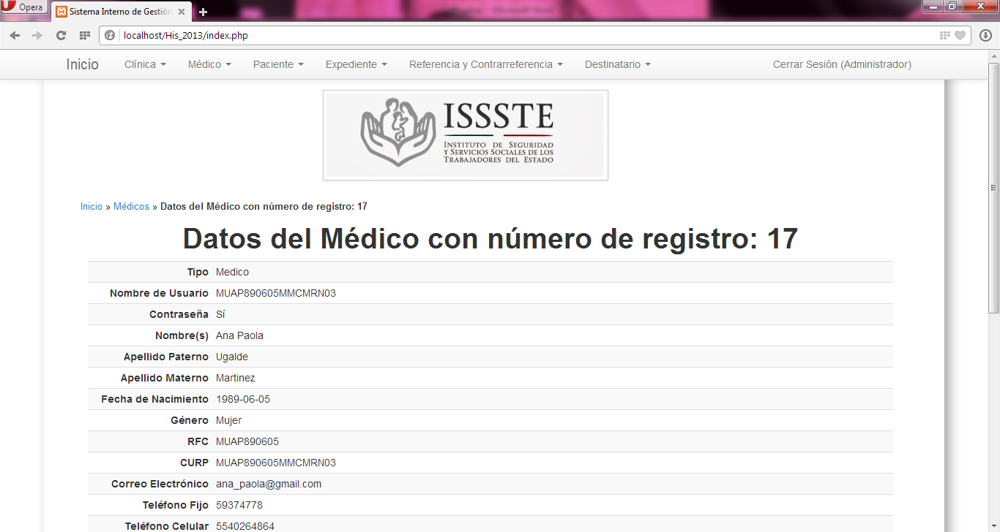 Opera
Sistema Interno de Gestión
localhost/His_2013/index.php
Inicio Clínica Médico Paciente Expediente Referencia y Contrarreferencia Destinatario Cerrar Sesión (Administrador)
ISSSTE
INSTITUTO DE SEGURIDAD
Y SERVICIOS SOCIALES DE LOS
TRABAJADORES DEL ESTADO
Inicio » Médicos » Datos del Médico con número de registro: 17
Datos del Médico con número de registro: 17
Tipo Medico
Nombre de Usuario MUAP890605MMCMRN03
Contraseña Sí
Nombre(s) Ana Paola
Apellido Paterno Ugalde
Apellido Materno Martinez
Fecha de Nacimiento 1989-06-05
Género Mujer
RFC MUAP890605
CURP MUAP890605MMCMRN03
Correo Electrónico ana_paola@gmail.com
Teléfono Fijo 59374778
Teléfono Celular 5540264864